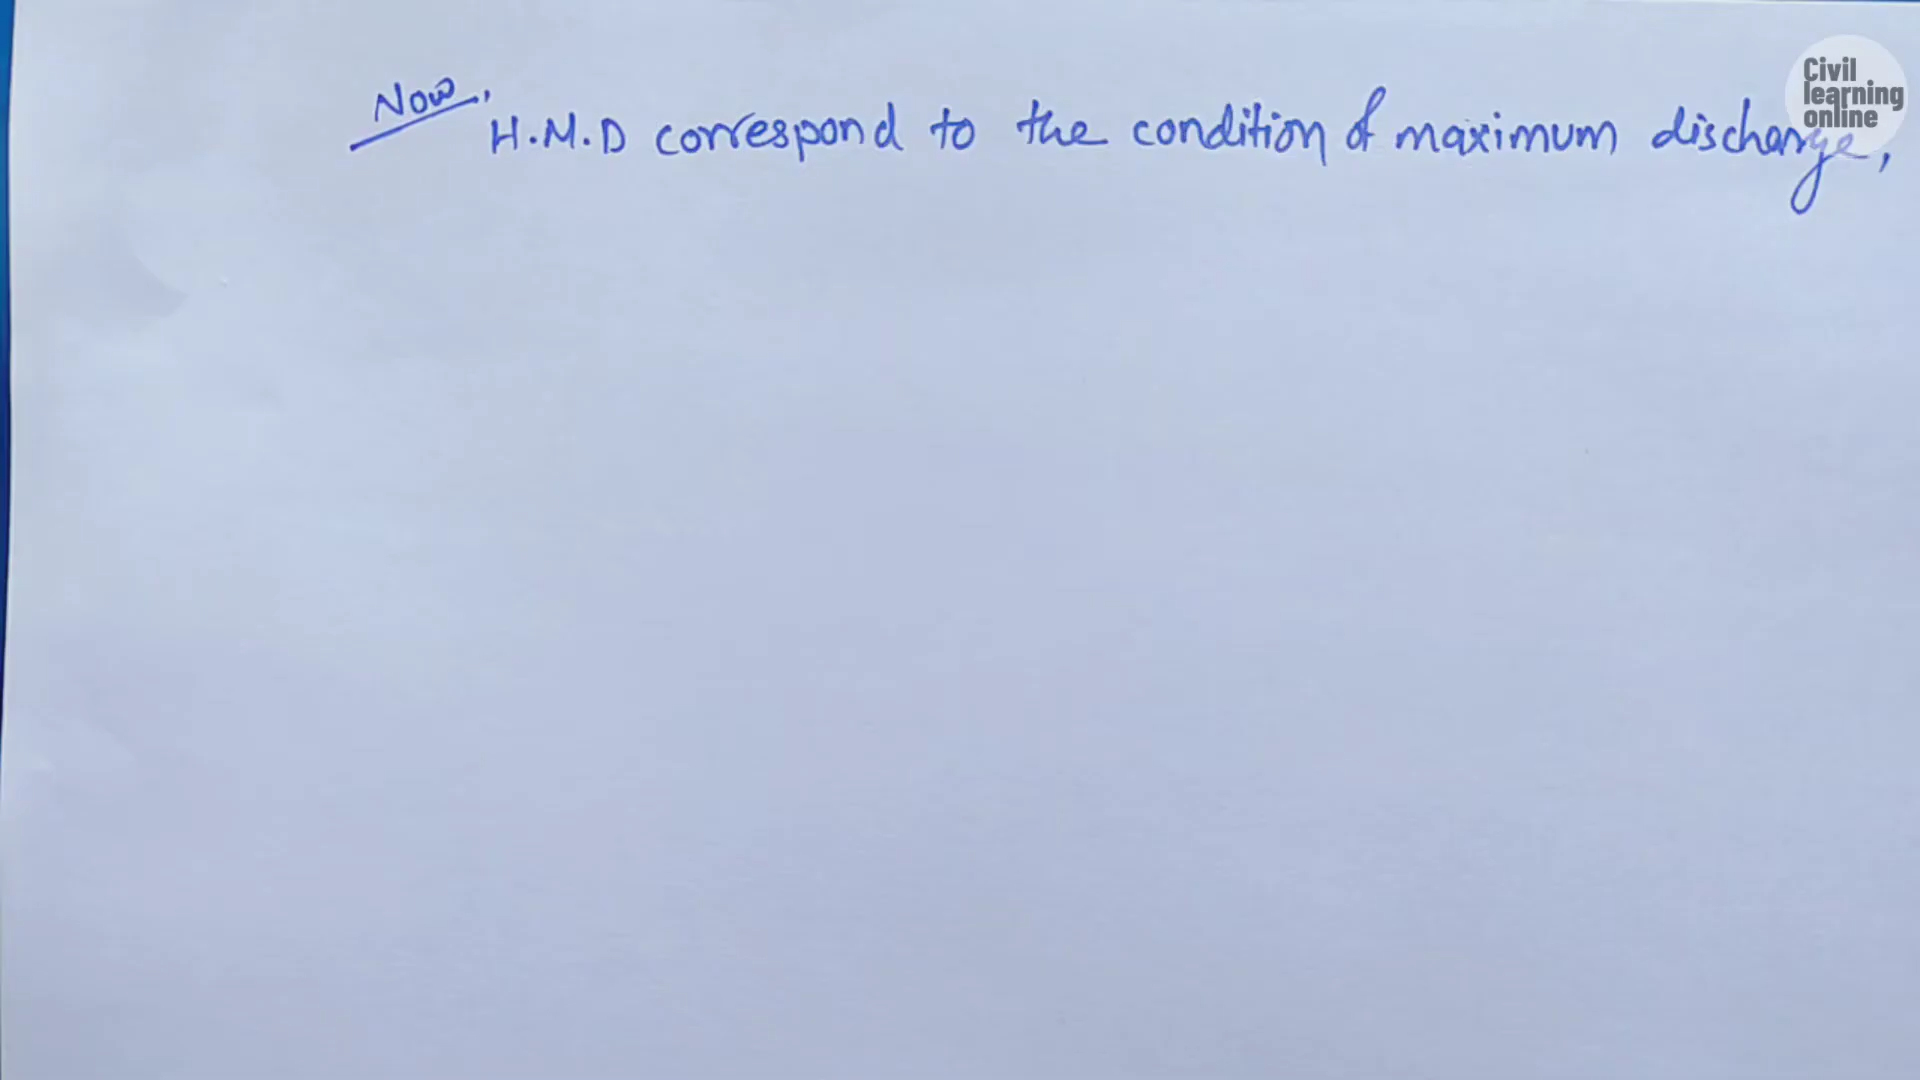 Now,
H.M.D correspond to the condition of maximum discharge,
Civil
learning
online